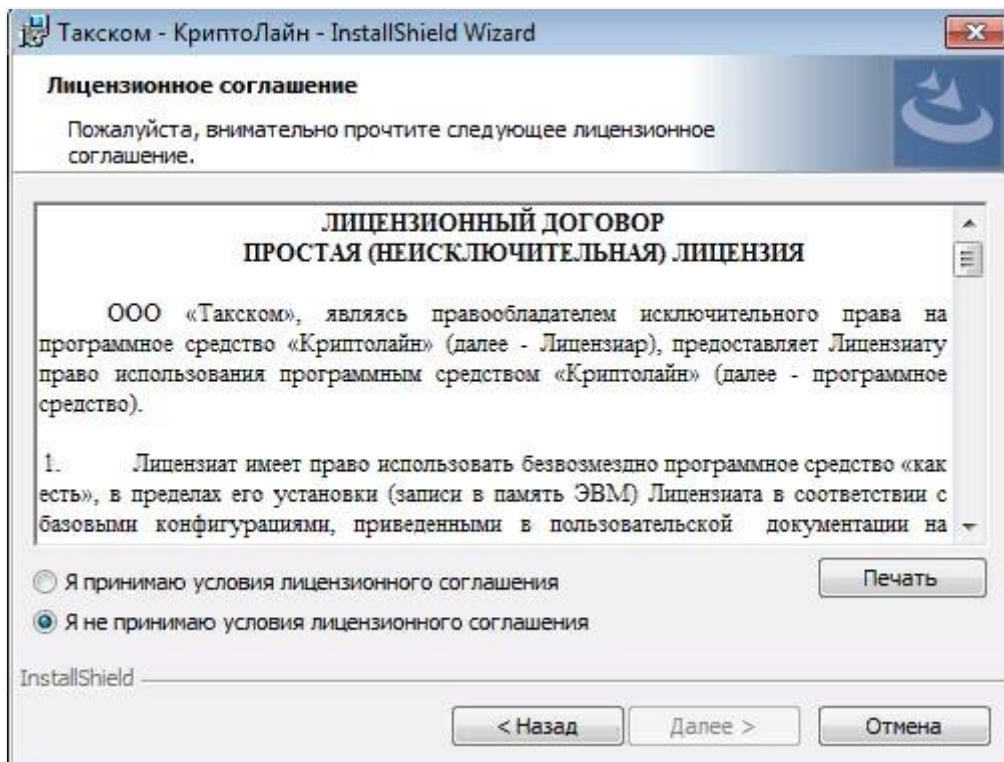 Такском - КриптоЛайн - InstallShield Wizard
Лицензионное соглашение
Пожалуйста, внимательно прочтите следующее лицензионное
соглашение.
ЛИЦЕНЗИОННЫЙ ДОГОВОР
ПРОСТАЯ (НЕИСКЛЮЧИТЕЛЬНАЯ) ЛИЦЕНЗИЯ
ООО «Такском», являясь правообладателем исключительного права на
программное средство «Криптолайн» (далее - Лицензиар), предоставляет Лицензиату
право использования программным средством «Криптолайн» (далее - программное
средство).
1. Лицензиат имеет право использовать безвозмездно программное средство «как
есть», в пределах его установки (записи в память ЭВМ) Лицензиата в соответствии с
базовыми конфигурациями, приведенными в пользовательской документации на
Я принимаю условия лицензионного соглашения
Печать
Я не принимаю условия лицензионного соглашения
InstallShield
< Назад
Далее >
Отмена